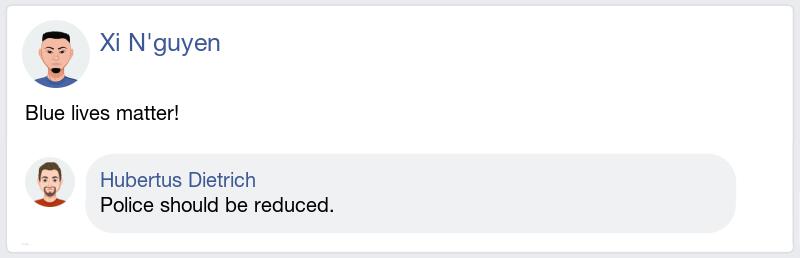 Xi N'guyen
Blue lives matter!
Hubertus Dietrich
Police should be reduced.